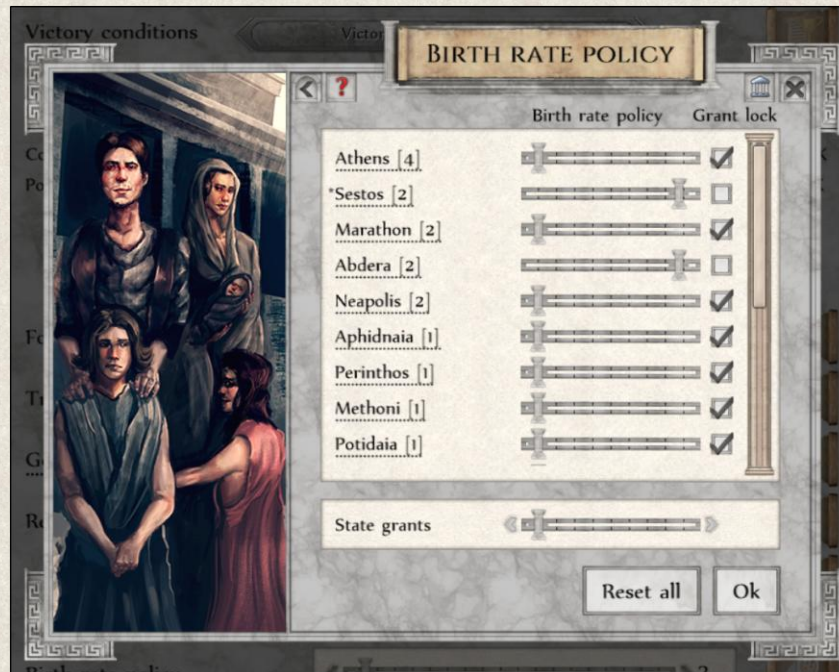 Victory conditions
Victor
BIRTH RATE POLICY
?
Birth rate policy Grant lock
Athens [4]
*Sestos [2]
Marathon [2]
Abdera [2]
Neapolis [2]
Aphidnaia [1]
Perinthos [1]
Methoni [1]
Potidaia [1]
State grants
Reset all Ok